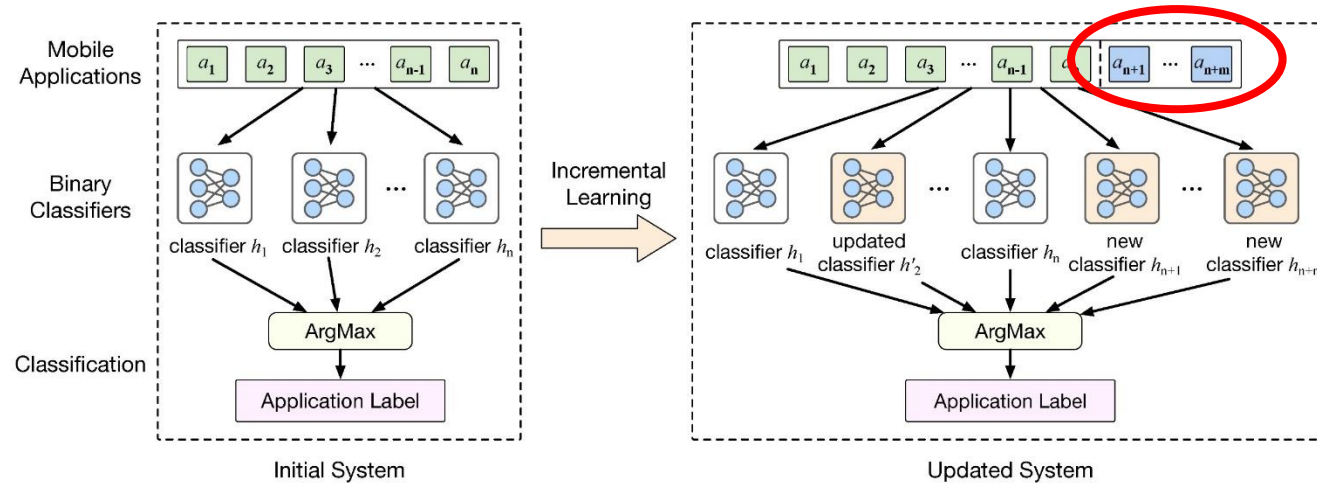 Mobile
Applications
a1 a2 a3 ... an-1 an
a1 a2 a3 ... an-1 an an+1 ... an+m
Binary
Classifiers
...
classifier h1
classifier h2
classifier hn
Incremental
Learning
...
...
classifier h1
updated
classifier h'2
classifier hn
new
classifier hn+1
new
classifier hn+r
Classification
ArgMax
Application Label
ArgMax
Application Label
Initial System
Updated System